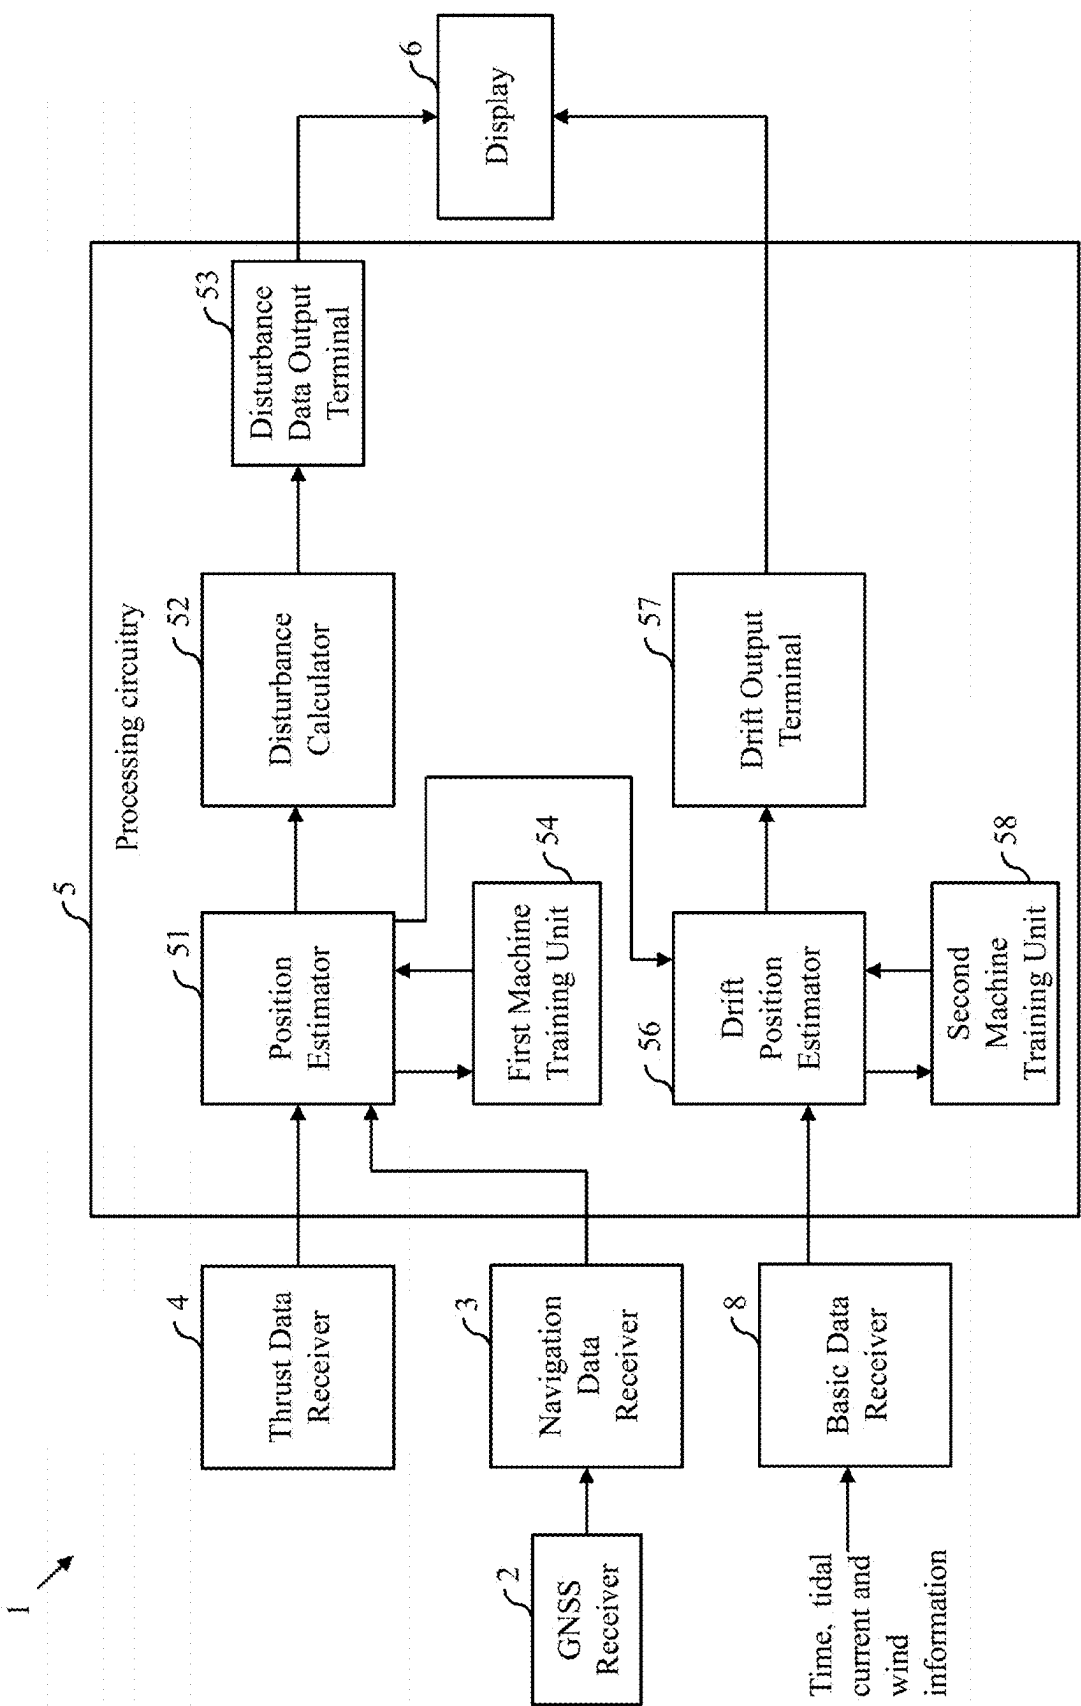 1
5
Processing circuitry
4
Thrust Data
Receiver
51
Position
Estimator
52
Disturbance
Calculator
53
Disturbance
Data Output
Terminal
6
Display
2
GNSS
Receiver
3
Navigation
Data
Receiver
First Machine
Training Unit
54
8
Basic Data
Receiver
Time, tidal
current and
wind
information
56
Drift
Position
Estimator
57
Drift Output
Terminal
Second
Machine
Training Unit
58